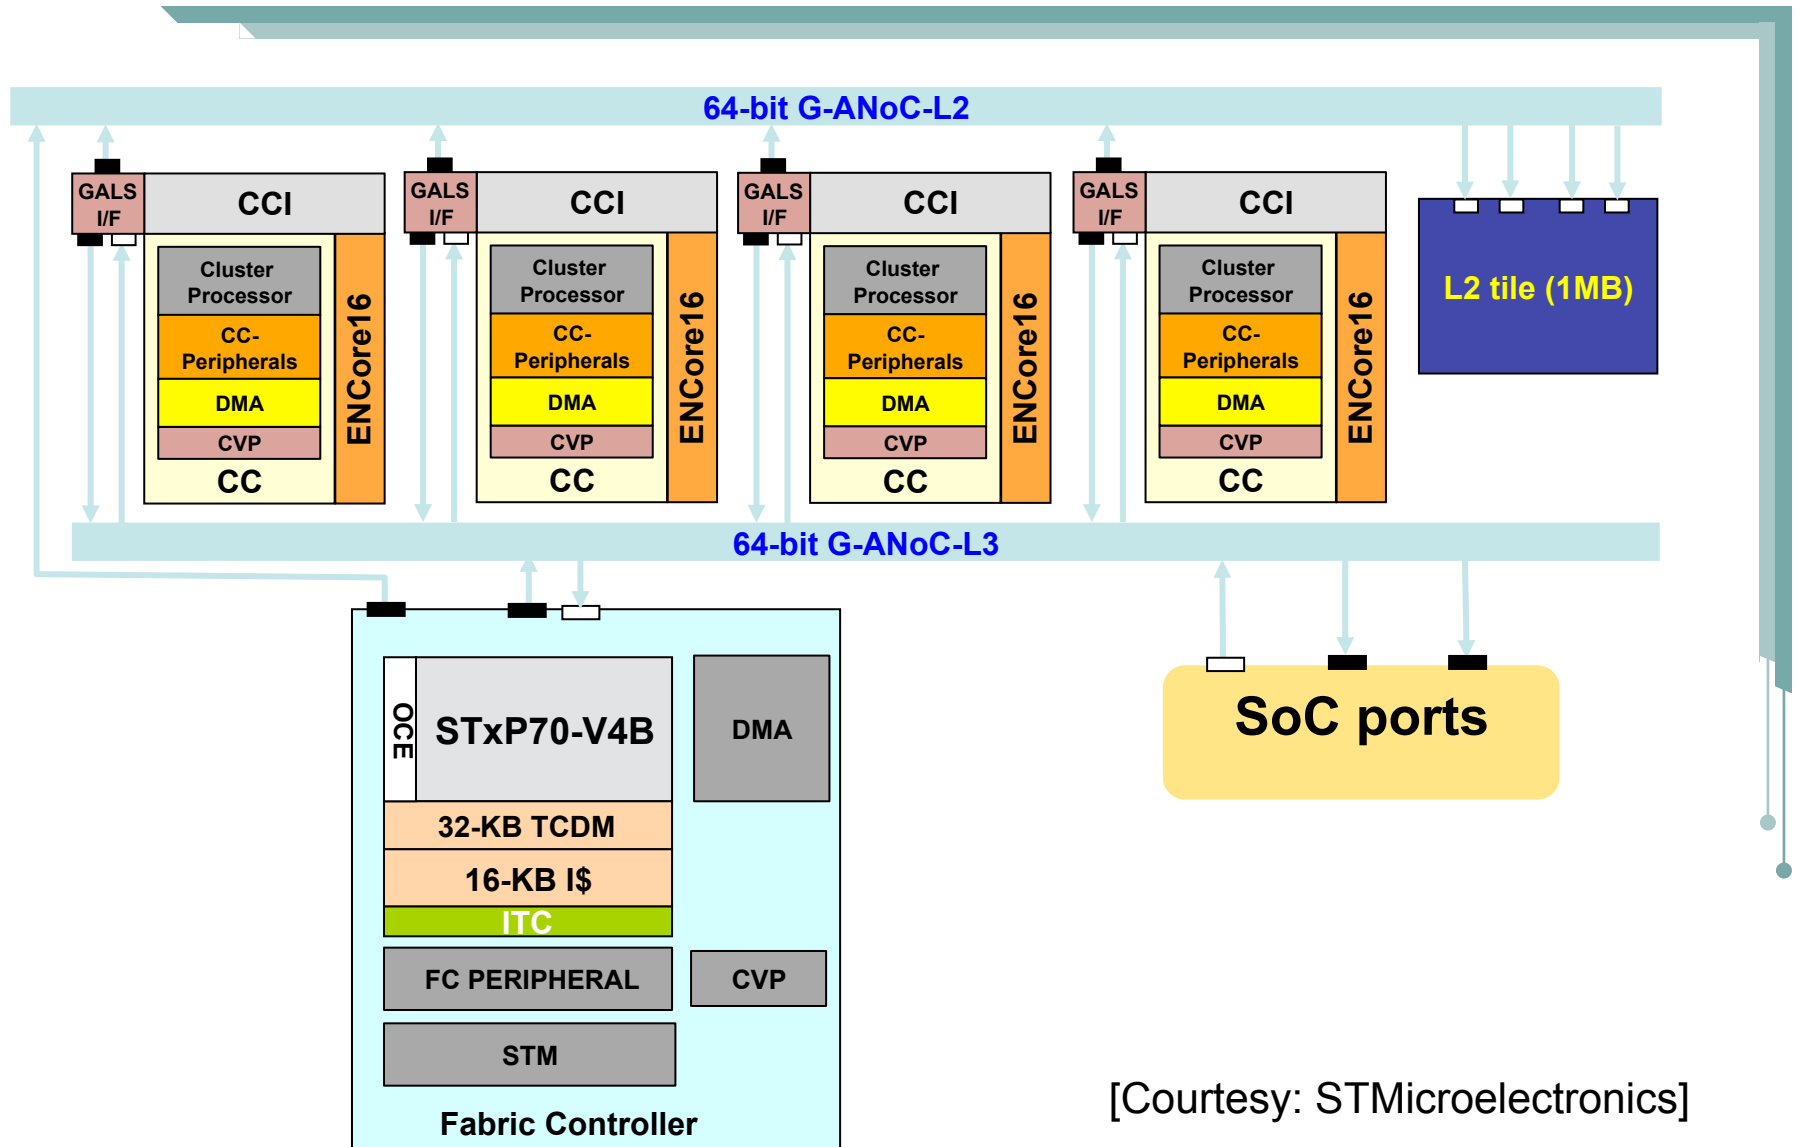 64-bit G-ANoC-L2
GALS
I/F
CCI
Cluster
Processor
CC-
Peripherals
DMA
CVP
CC
ENCore16
GALS
I/F
CCI
Cluster
Processor
CC-
Peripherals
DMA
CVP
CC
ENCore16
GALS
I/F
CCI
Cluster
Processor
CC-
Peripherals
DMA
CVP
CC
ENCore16
GALS
I/F
CCI
Cluster
Processor
CC-
Peripherals
DMA
CVP
CC
ENCore16
L2 tile (1MB)
64-bit G-ANoC-L3
OCE
STxP70-V4B
DMA
32-KB TCDM
16-KB I$
ITC
FC PERIPHERAL
CVP
STM
Fabric Controller
SoC ports
[Courtesy: STMicroelectronics]